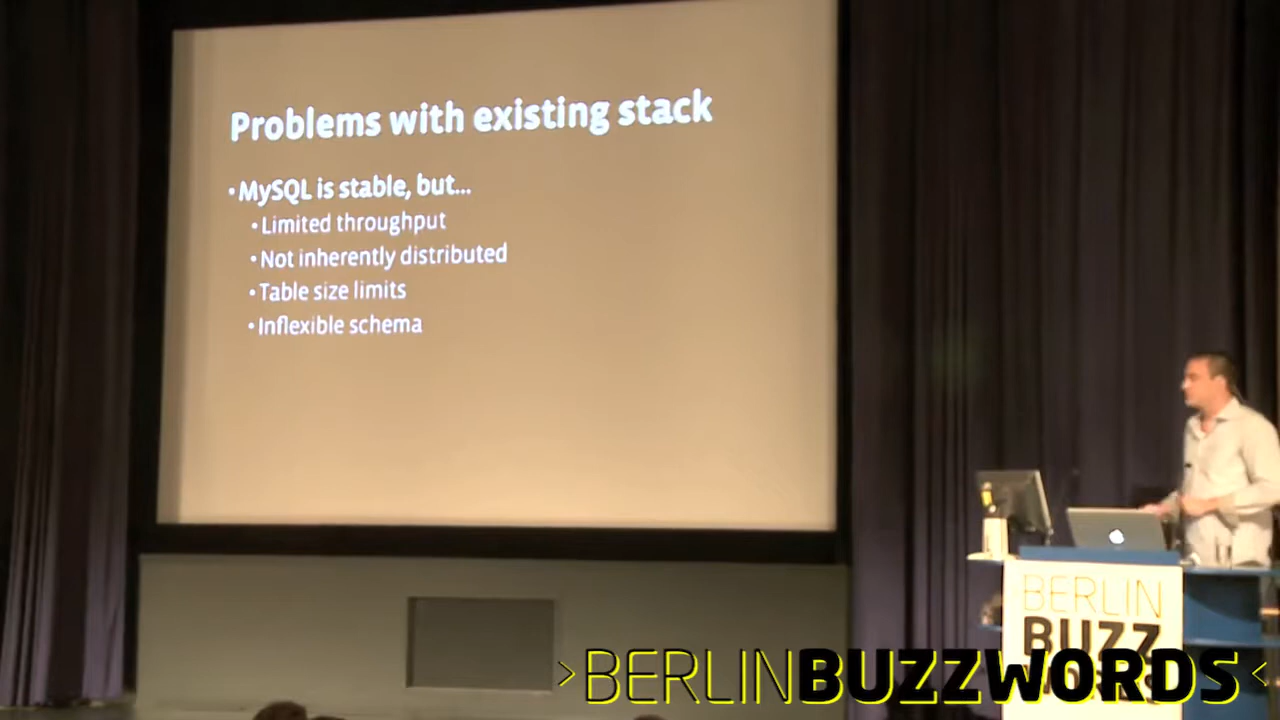 Problems with existing stack
•MySQL is stable, but...
•Limited throughput
•Not inherently distributed
•Table size limits
•Inflexible schema
BERLIN
BUZZ
>BERLINBUZZWORDS<